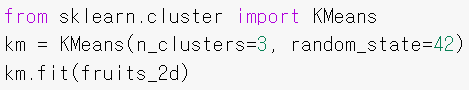 from sklearn.cluster import KMeans
km = KMeans(n_clusters=3, random_state=42)
km.fit(fruits_2d)